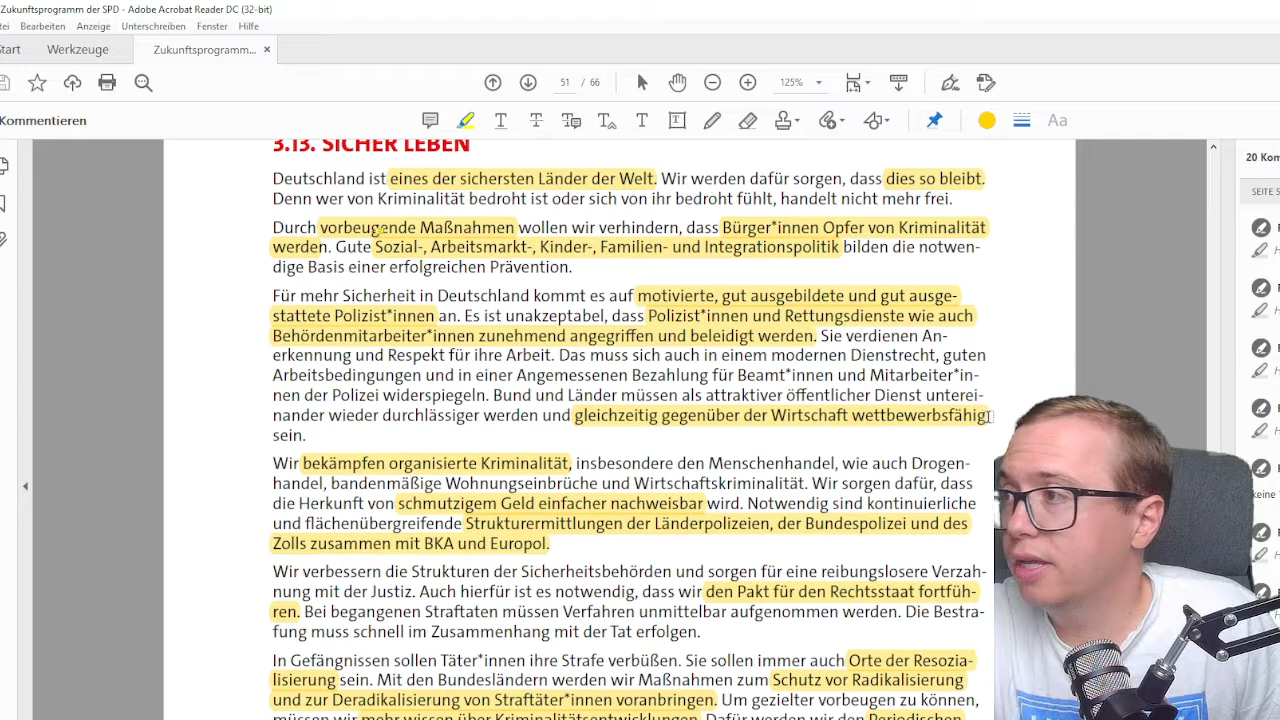 Zukunftsprogramm der SPD - Adobe Acrobat Reader DC (32-bit)
Bearbeiten Anzeige Unterschreiben Fenster Hilfe
Start Werkzeuge Zukunftsprogramm... ×
51 / 66 125%
Kommentieren Aa
3.13. SICHER LEBEN
Deutschland ist eines der sichersten Länder der Welt. Wir werden dafür sorgen, dass dies so bleibt.
Denn wer von Kriminalität bedroht ist oder sich von ihr bedroht fühlt, handelt nicht mehr frei.
Durch vorbeugende Maßnahmen wollen wir verhindern, dass Bürger*innen Opfer von Kriminalität
werden. Gute Sozial-, Arbeitsmarkt-, Kinder-, Familien- und Integrationspolitik bilden die notwen-
dige Basis einer erfolgreichen Prävention.
Für mehr Sicherheit in Deutschland kommt es auf motivierte, gut ausgebildete und gut ausge-
stattete Polizist*innen an. Es ist unakzeptabel, dass Polizist*innen und Rettungsdienste wie auch
Behördenmitarbeiter*innen zunehmend angegriffen und beleidigt werden. Sie verdienen An-
erkennung und Respekt für ihre Arbeit. Das muss sich auch in einem modernen Dienstrecht, guten
Arbeitsbedingungen und in einer Angemessenen Bezahlung für Beamt*innen und Mitarbeiter*in-
nen der Polizei widerspiegeln. Bund und Länder müssen als attraktiver öffentlicher Dienst unterei-
nander wieder durchlässiger werden und gleichzeitig gegenüber der Wirtschaft wettbewerbsfähig
sein.
Wir bekämpfen organisierte Kriminalität, insbesondere den Menschenhandel, wie auch Drogen-
handel, bandenmäßige Wohnungseinbrüche und Wirtschaftskriminalität. Wir sorgen dafür, dass
die Herkunft von schmutzigem Geld einfacher nachweisbar wird. Notwendig sind kontinuierliche
und flächenübergreifende Strukturermittlungen der Länderpolizeien, der Bundespolizei und des
Zolls zusammen mit BKA und Europol.
Wir verbessern die Strukturen der Sicherheitsbehörden und sorgen für eine reibungslosere Verzah-
nung mit der Justiz. Auch hierfür ist es notwendig, dass wir den Pakt für den Rechtsstaat fortfüh-
ren. Bei begangenen Straftaten müssen Verfahren unmittelbar aufgenommen werden. Die Bestra-
fung muss schnell im Zusammenhang mit der Tat erfolgen.
In Gefängnissen sollen Täter*innen ihre Strafe verbüßen. Sie sollen immer auch Orte der Resozia-
lisierung sein. Mit den Bundesländern werden wir Maßnahmen zum Schutz vor Radikalisierung
und zur Deradikalisierung von Straftäter*innen voranbringen. Um gezielter vorbeugen zu können,
müssen wir mehr wissen über Kriminalitätsentwicklungen. Dafür werden wir den Periodischen
20 Kom
SEITE 5